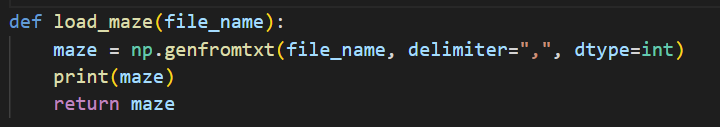 def load_maze(file_name):
    maze = np.genfromtxt(file_name, delimiter=",", dtype=int)
    print(maze)
    return maze